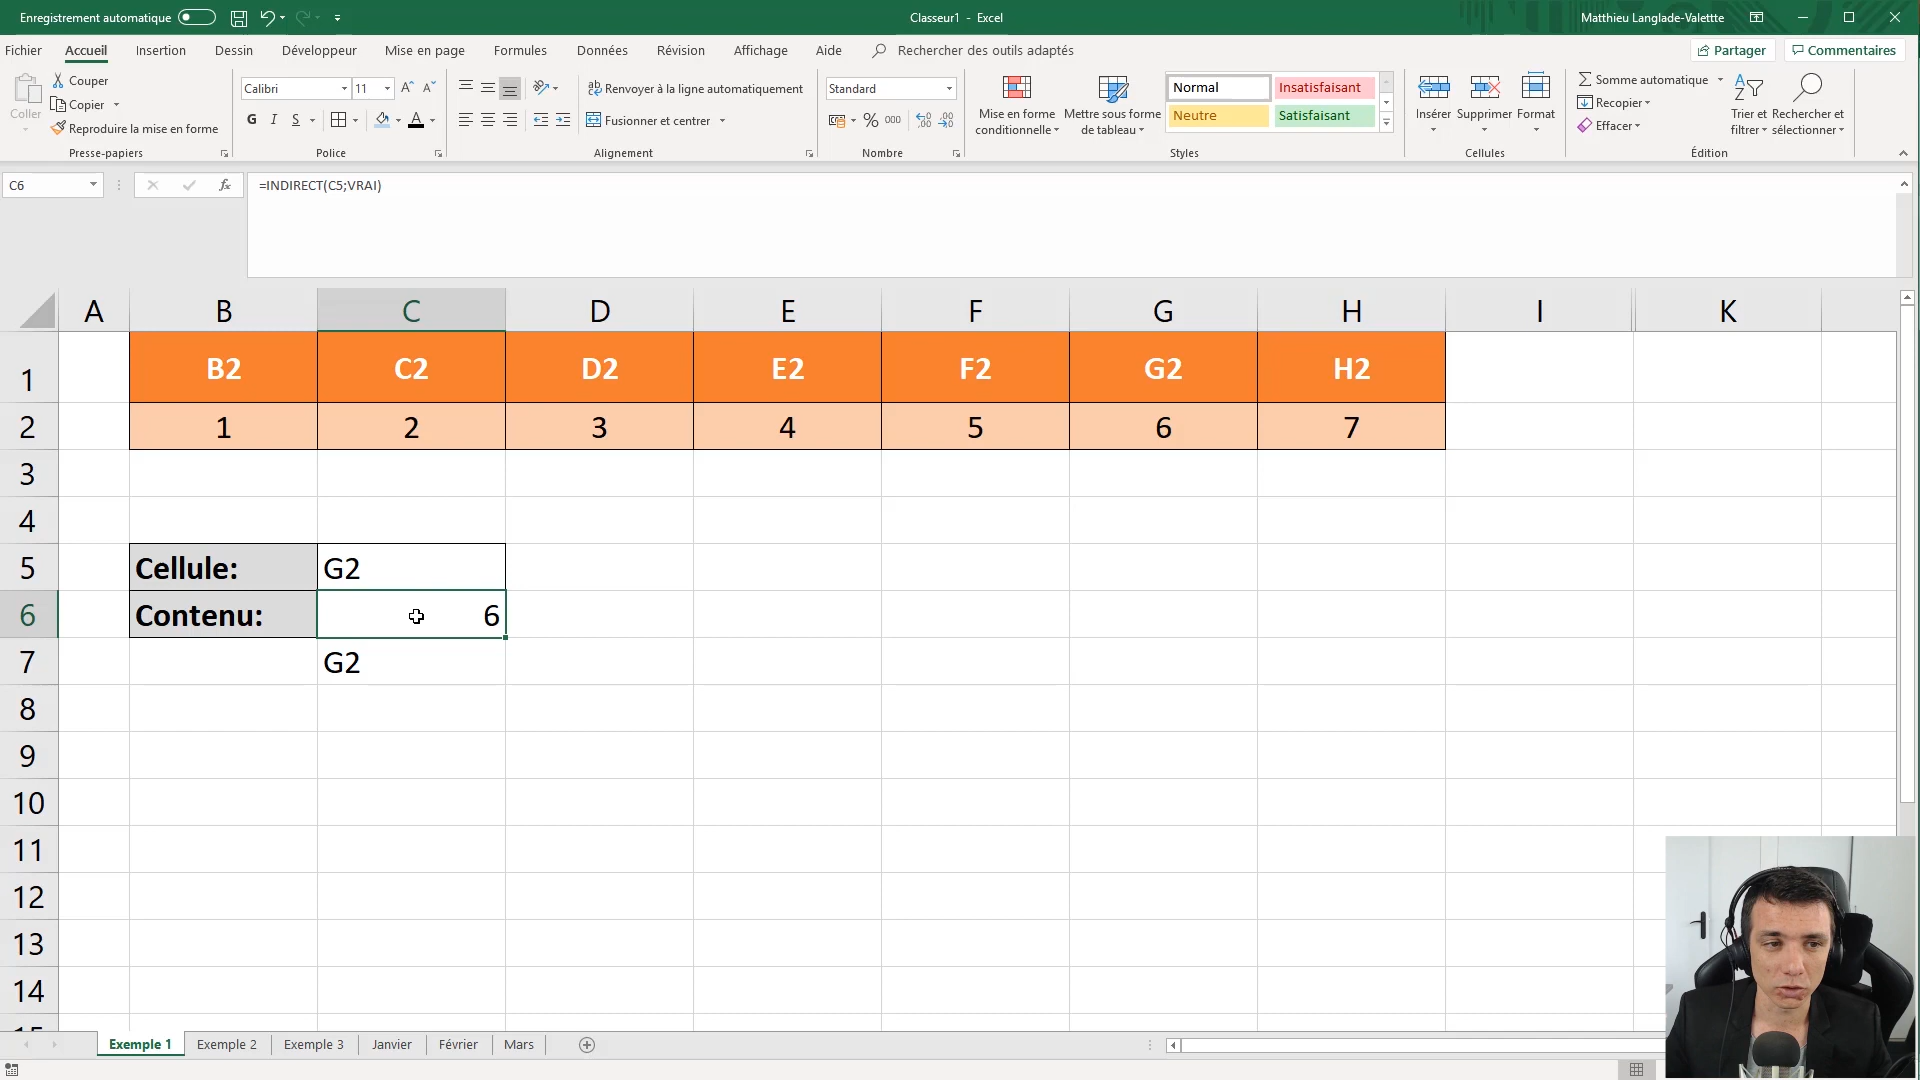 Enregistrement automatique
Classeur1 - Excel
Matthieu Langlade-Valettte
Fichier Accueil Insertion Dessin Développeur Mise en page Formules Données Révision Affichage Aide Rechercher des outils adaptés Partager Commentaires
Coller
Couper
Copier
Reproduire la mise en forme
Presse-papiers
Calibri 11
G I S
Police
Renvoyer à la ligne automatiquement
Fusionner et centrer
Alignement
Standard
% 000
Nombre
Mise en forme conditionnelle
Mettre sous forme de tableau
Normal Insatisfaisant
Neutre Satisfaisant
Styles
Insérer Supprimer Format
Cellules
Somme automatique
Recopier
Effacer
Trier et filtrer
Rechercher et sélectionner
Édition
C6 fx =INDIRECT(C5;VRAI)
A B C D E F G H I K
1 B2 C2 D2 E2 F2 G2 H2
2 1 2 3 4 5 6 7
3
4
5 Cellule: G2
6 Contenu: 6
7 G2
8
9
10
11
12
13
14
15
Exemple 1 Exemple 2 Exemple 3 Janvier Février Mars